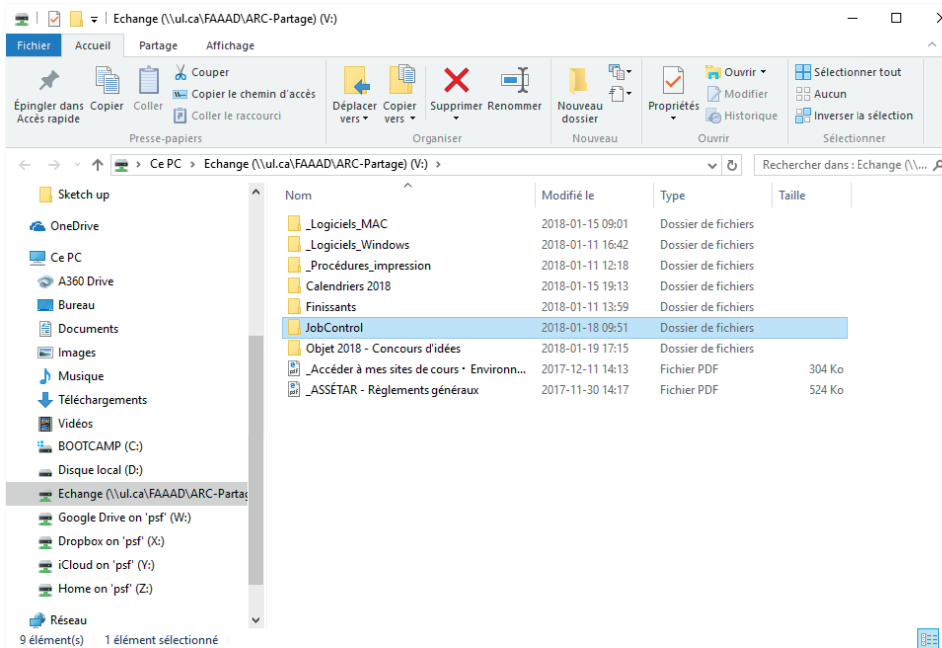 Echange (\\ul.ca\FAAAD\ARC-Partage) (V:)
Fichier Accueil Partage Affichage
Épingler dans Accès rapide
Copier
Coller
Couper
Copier le chemin d'accès
Coller le raccourci
Presse-papiers
Déplacer vers
Copier vers
Supprimer
Renommer
Organiser
Nouveau dossier
Nouveau
Propriétés
Ouvrir
Modifier
Historique
Ouvrir
Sélectionner tout
Aucun
Inverser la sélection
Sélectionner
Ce PC > Echange (\\ul.ca\FAAAD\ARC-Partage) (V:) >
Rechercher dans : Echange (\\...
Sketch up
OneDrive
Ce PC
A360 Drive
Bureau
Documents
Images
Musique
Téléchargements
Vidéos
BOOTCAMP (C:)
Disque local (D:)
Echange (\\ul.ca\FAAAD\ARC-Partag
Google Drive on 'psf' (W:)
Dropbox on 'psf' (X:)
iCloud on 'psf' (Y:)
Home on 'psf' (Z:)
Réseau
Nom Modifié le Type Taille
_Logiciels_MAC 2018-01-15 09:01 Dossier de fichiers
_Logiciels_Windows 2018-01-11 16:42 Dossier de fichiers
_Procédures_impression 2018-01-11 12:18 Dossier de fichiers
Calendriers 2018 2018-01-15 19:13 Dossier de fichiers
Finissants 2018-01-11 13:59 Dossier de fichiers
JobControl 2018-01-18 09:51 Dossier de fichiers
Objet 2018 - Concours d'idées 2018-01-19 17:15 Dossier de fichiers
_Accéder à mes sites de cours · Environn... 2017-12-11 14:13 Fichier PDF 304 Ko
_ASSÉTAR - Règlements généraux 2017-11-30 14:17 Fichier PDF 524 Ko
9 élément(s) 1 élément sélectionné